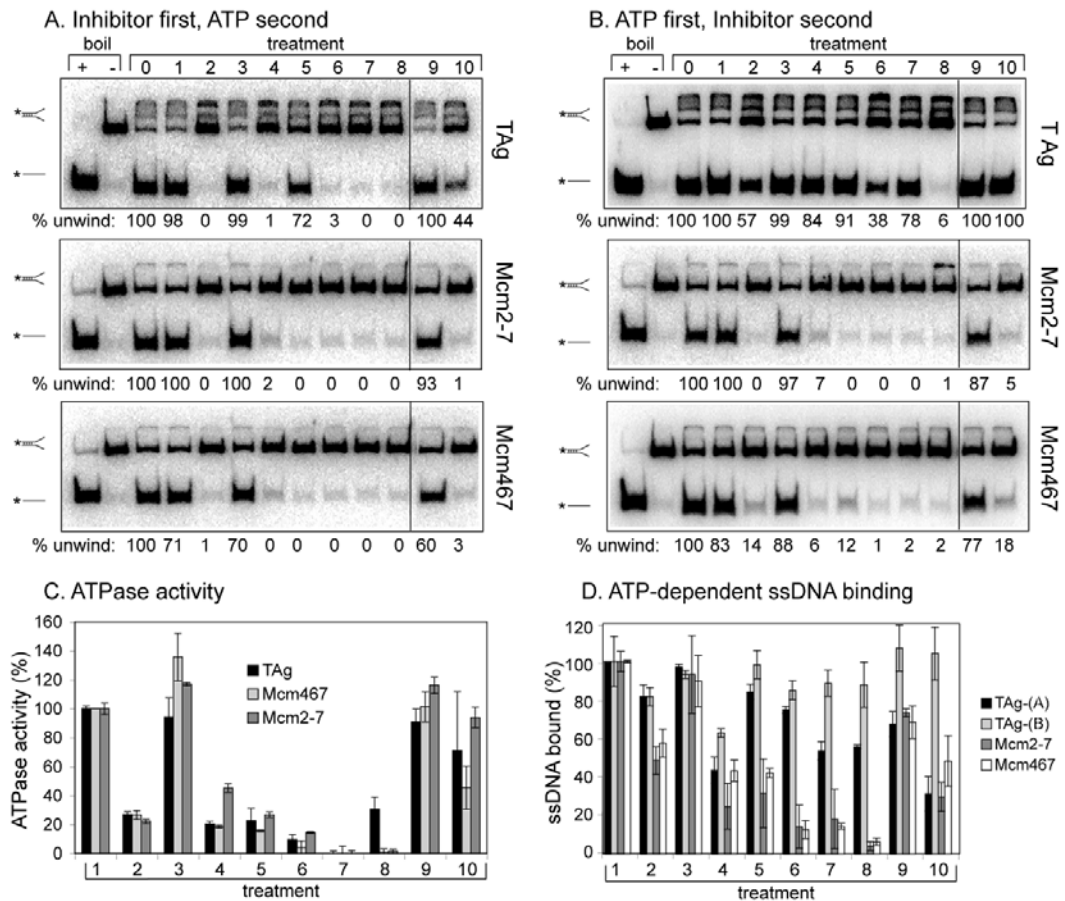 A. Inhibitor first, ATP second
boil treatment
+ - 0 1 2 3 4 5 6 7 8 9 10
*
*
TAg
% unwind: 100 98 0 99 1 72 3 0 0 100 44
*
*
Mcm2-7
% unwind: 100 100 0 100 2 0 0 0 0 93 1
*
*
Mcm467
% unwind: 100 71 1 70 0 0 0 0 0 60 3
B. ATP first, Inhibitor second
boil treatment
+ - 0 1 2 3 4 5 6 7 8 9 10
*
*
T Ag
% unwind: 100 100 57 99 84 91 38 78 6 100 100
*
*
Mcm2-7
% unwind: 100 100 0 97 7 0 0 0 1 87 5
*
*
Mcm467
% unwind: 100 83 14 88 6 12 1 2 2 77 18
C. ATPase activity
ATPase activity (%)
160
140
120
100
80
60
40
20
0
TAg
Mcm467
Mcm2-7
1 2 3 4 5 6 7 8 9 10
treatment
D. ATP-dependent ssDNA binding
ssDNA bound (%)
120
100
80
60
40
20
0
TAg-(A)
TAg-(B)
Mcm2-7
Mcm467
1 2 3 4 5 6 7 8 9 10
treatment